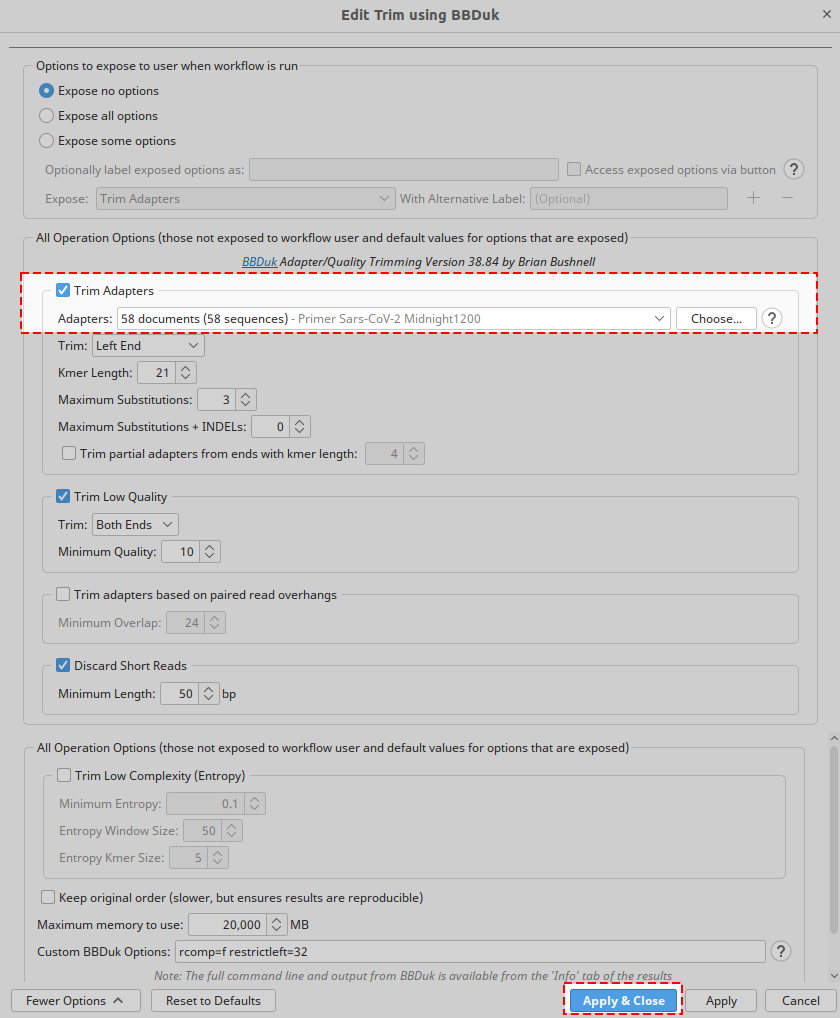 Edit Trim using BBDuk
Options to expose to user when workflow is run
Expose no options
Expose all options
Expose some options
Optionally label exposed options as: Access exposed options via button ?
Expose: Trim Adapters With Alternative Label: (Optional)
All Operation Options (those not exposed to workflow user and default values for options that are exposed)
BBDuk Adapter/Quality Trimming Version 38.84 by Brian Bushnell
Trim Adapters
Adapters: 58 documents (58 sequences) - Primer Sars-CoV-2 Midnight1200 Choose... ?
Trim: Left End
Kmer Length: 21
Maximum Substitutions: 3
Maximum Substitutions + INDELs: 0
Trim partial adapters from ends with kmer length: 4
Trim Low Quality
Trim: Both Ends
Minimum Quality: 10
Trim adapters based on paired read overhangs
Minimum Overlap: 24
Discard Short Reads
Minimum Length: 50 bp
All Operation Options (those not exposed to workflow user and default values for options that are exposed)
Trim Low Complexity (Entropy)
Minimum Entropy: 0.1
Entropy Window Size: 50
Entropy Kmer Size: 5
Keep original order (slower, but ensures results are reproducible)
Maximum memory to use: 20,000 MB
Custom BBDuk Options: rcomp=f restrictleft=32 ?
Note: The full command line and output from BBDuk is available from the 'Info' tab of the results
Fewer Options Reset to Defaults Apply & Close Apply Cancel